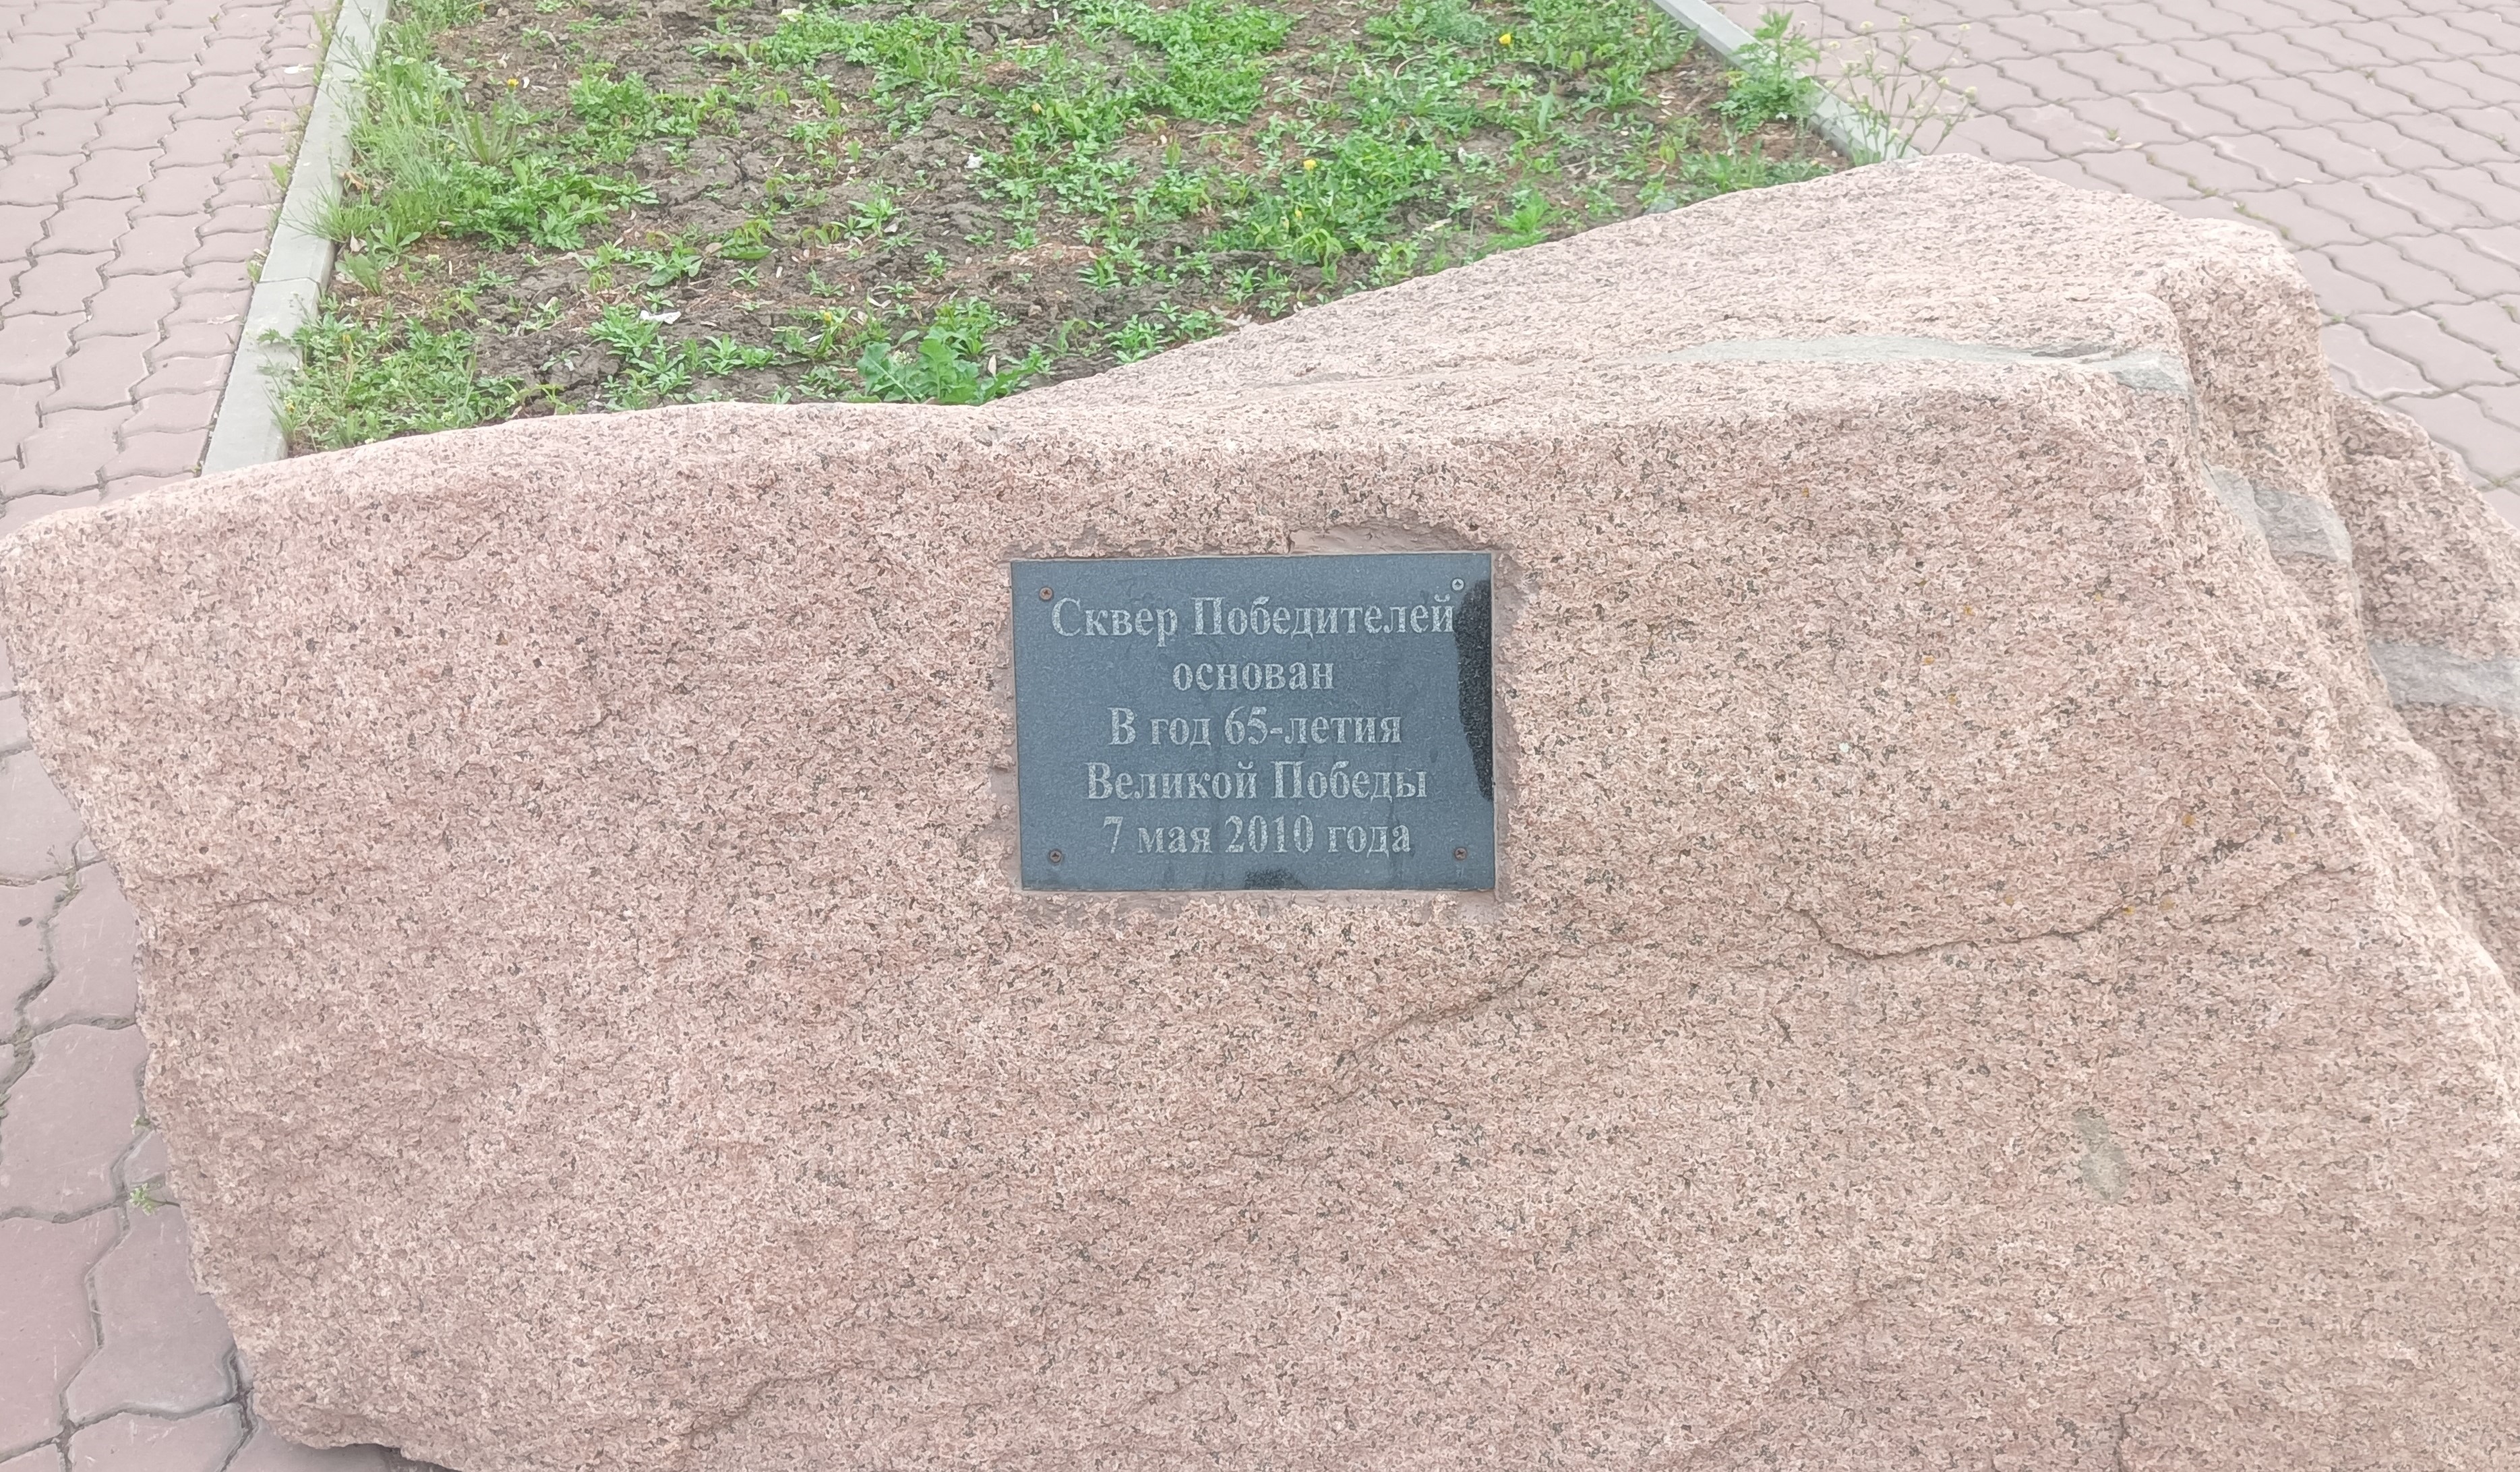 Сквер Победителей
основан
В год 65-летия
Великой Победы
7 мая 2010 года